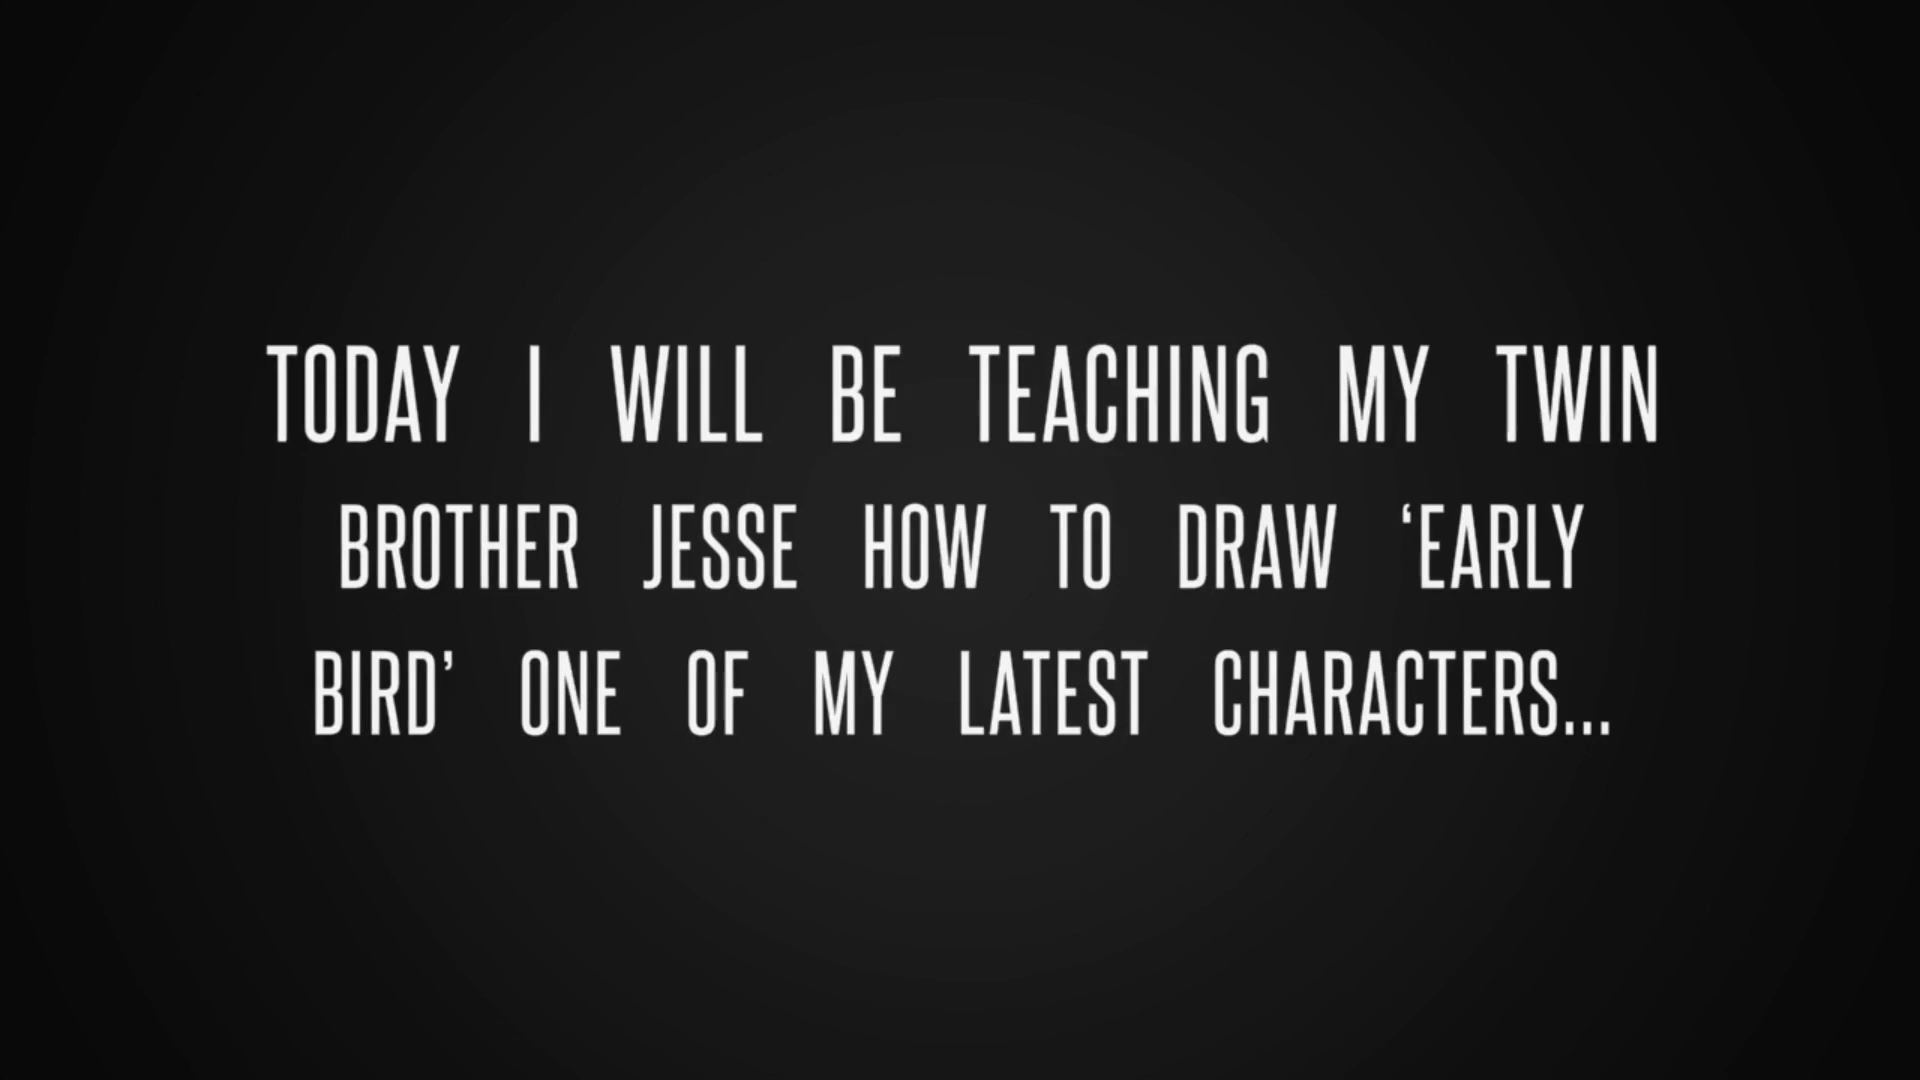 TODAY I WILL BE TEACHING MY TWIN
BROTHER JESSE HOW TO DRAW ‘EARLY
BIRD’ ONE OF MY LATEST CHARACTERS...